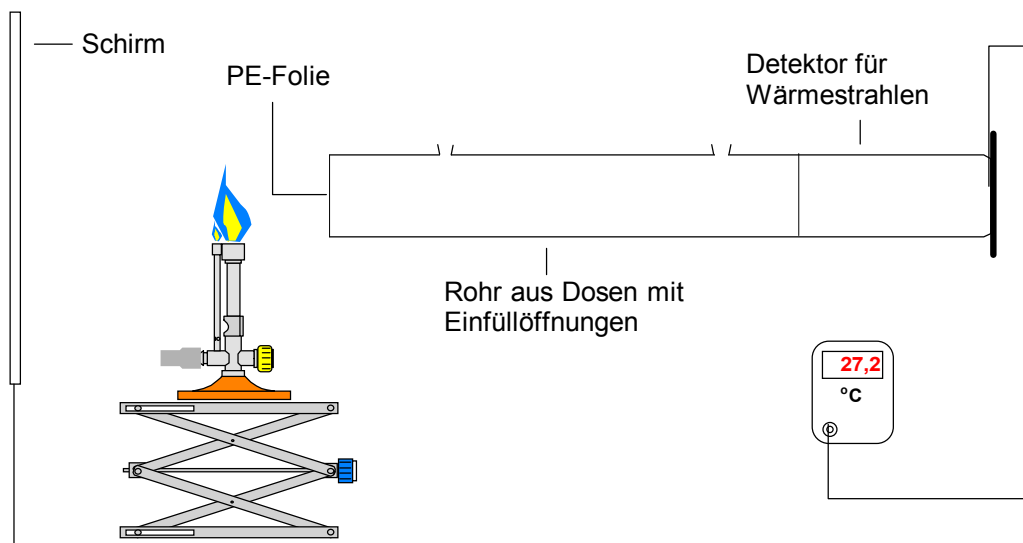 Schirm
PE-Folie
Detektor für
Wärmestrahlen
Rohr aus Dosen mit
Einfüllöffnungen
27,2
°C